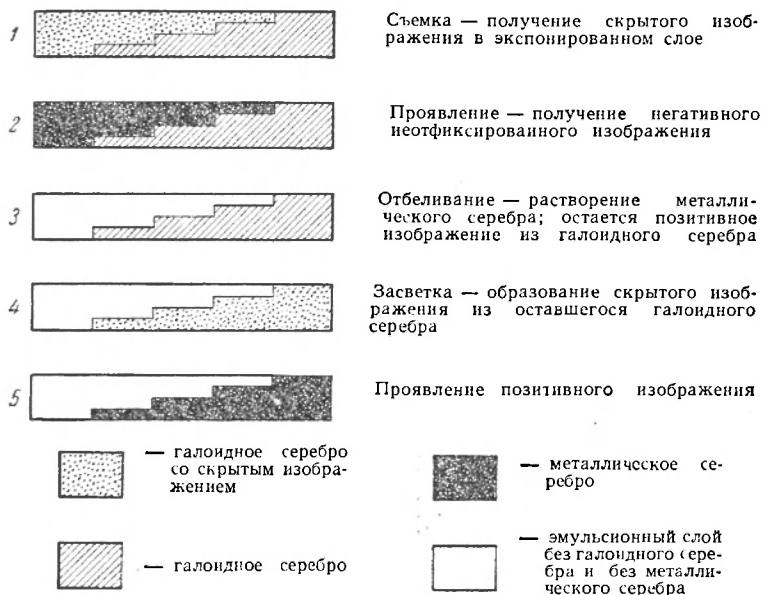 1
Съемка — получение скрытого изоб-
ражения в экспонированном слое
2
Проявление — получение негативного
неотфиксированного изображения
3
Отбеливание — растворение металли-
ческого серебра; остается позитивное
изображение из галоидного серебра
4
Засветка — образование скрытого изоб-
ражения из оставшегося галоидного
серебра
5
Проявление позитивного изображения
— галоидное серебро
со скрытым изобра-
жением
— металлическое се-
ребро
— галоидное серебро
— эмульсионный слой
без галоидного сере-
бра и без металли-
ческого серебра